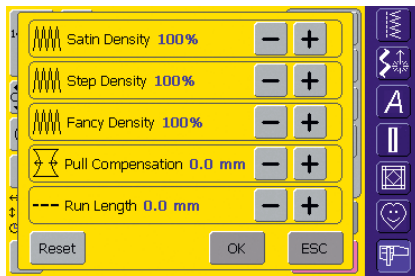 Satin Density 100%
Step Density 100%
Fancy Density 100%
Pull Compensation 0.0 mm
Run Length 0.0 mm
Reset OK ESC
A